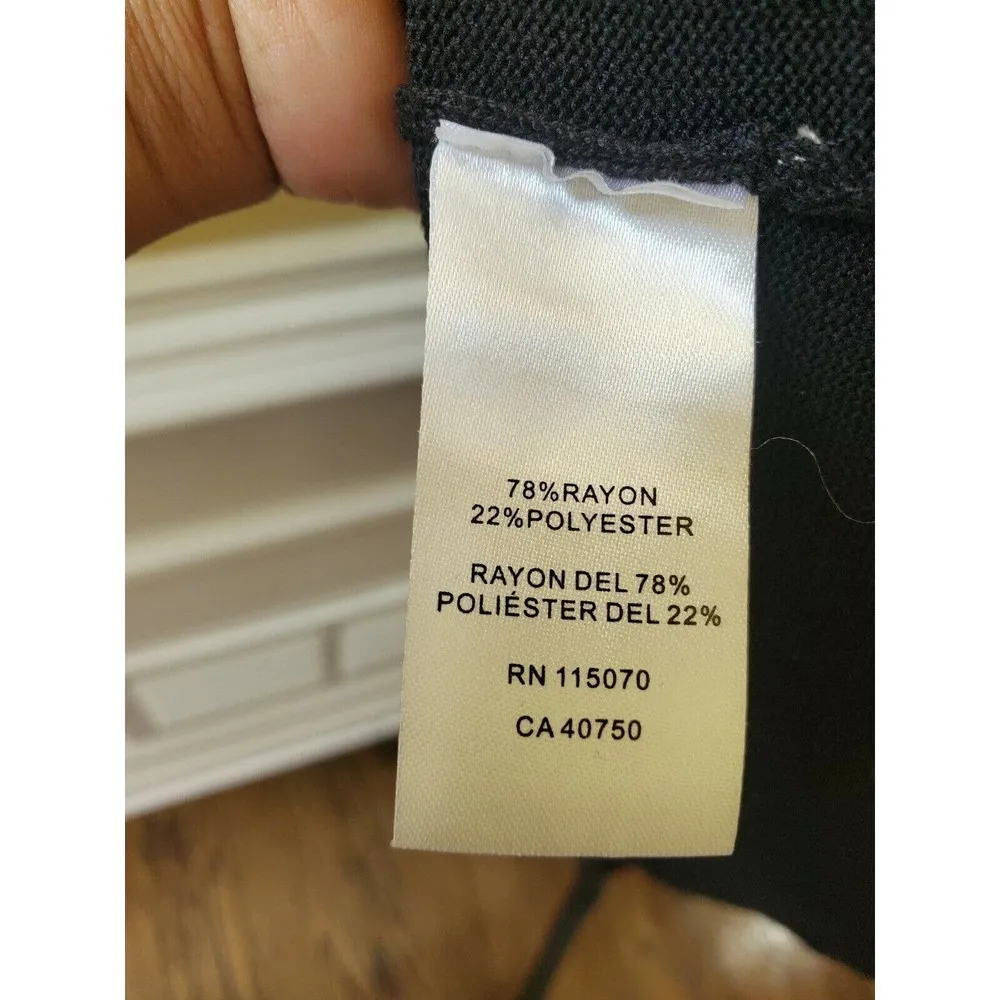 78%RAYON
22%POLYESTER
RAYON DEL 78%
POLIÉSTER DEL 22%
RN 115070
CA 40750